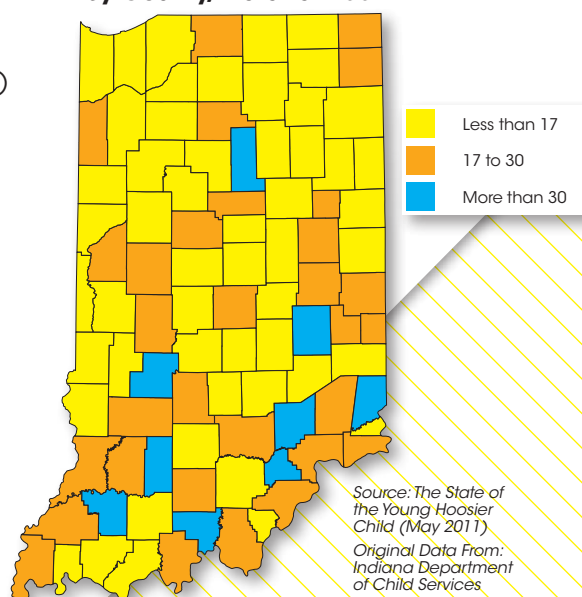 Less than 17
17 to 30
More than 30
Source: The State of
the Young Hoosier
Child (May 2011)
Original Data From:
Indiana Department
of Child Services